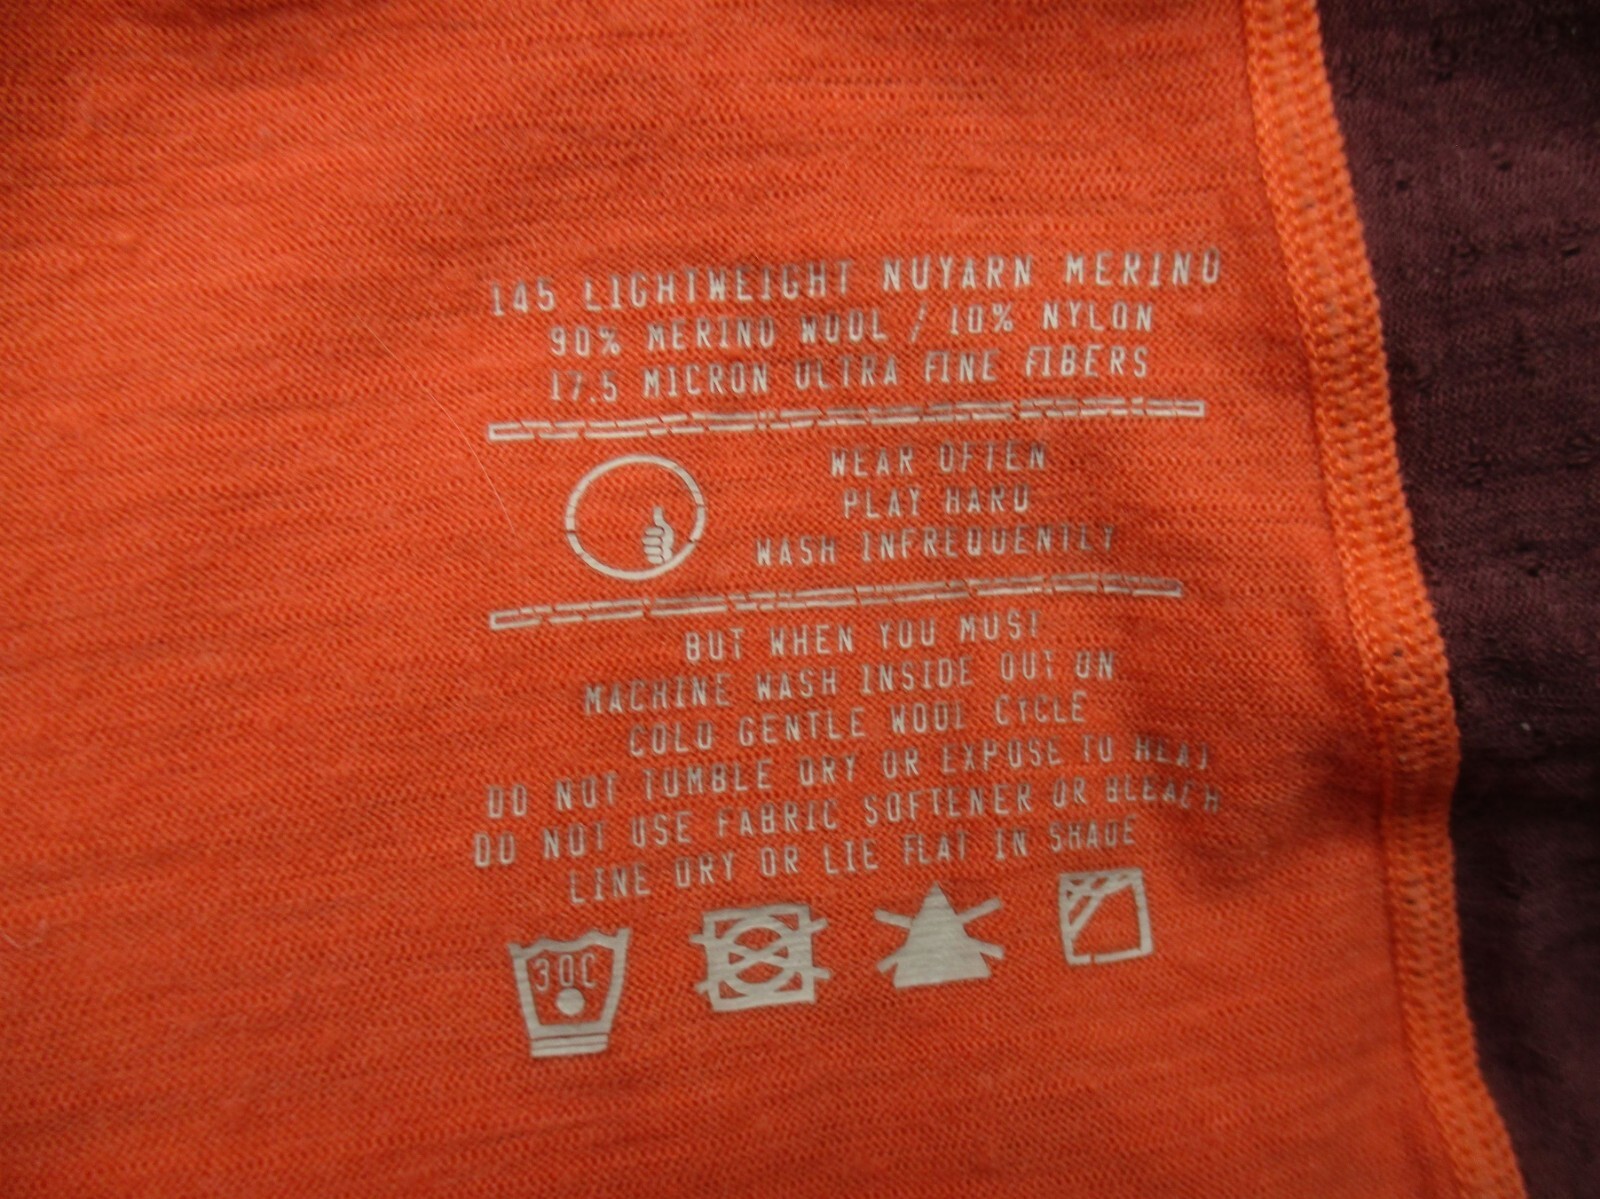 145 LIGHTWEIGHT NUYARN MERINO
90% MERINO WOOL / 10% NYLON
17.5 MICRON ULTRA FINE FIBERS
WEAR OFTEN
PLAY HARD
WASH INFREQUENTLY
BUT WHEN YOU MUST
MACHINE WASH INSIDE OUT ON
COLD GENTLE WOOL CYCLE
DO NOT TUMBLE DRY OR EXPOSE TO HEAT
DO NOT USE FABRIC SOFTENER OR BLEACH
LINE DRY OR LIE FLAT IN SHADE
30C